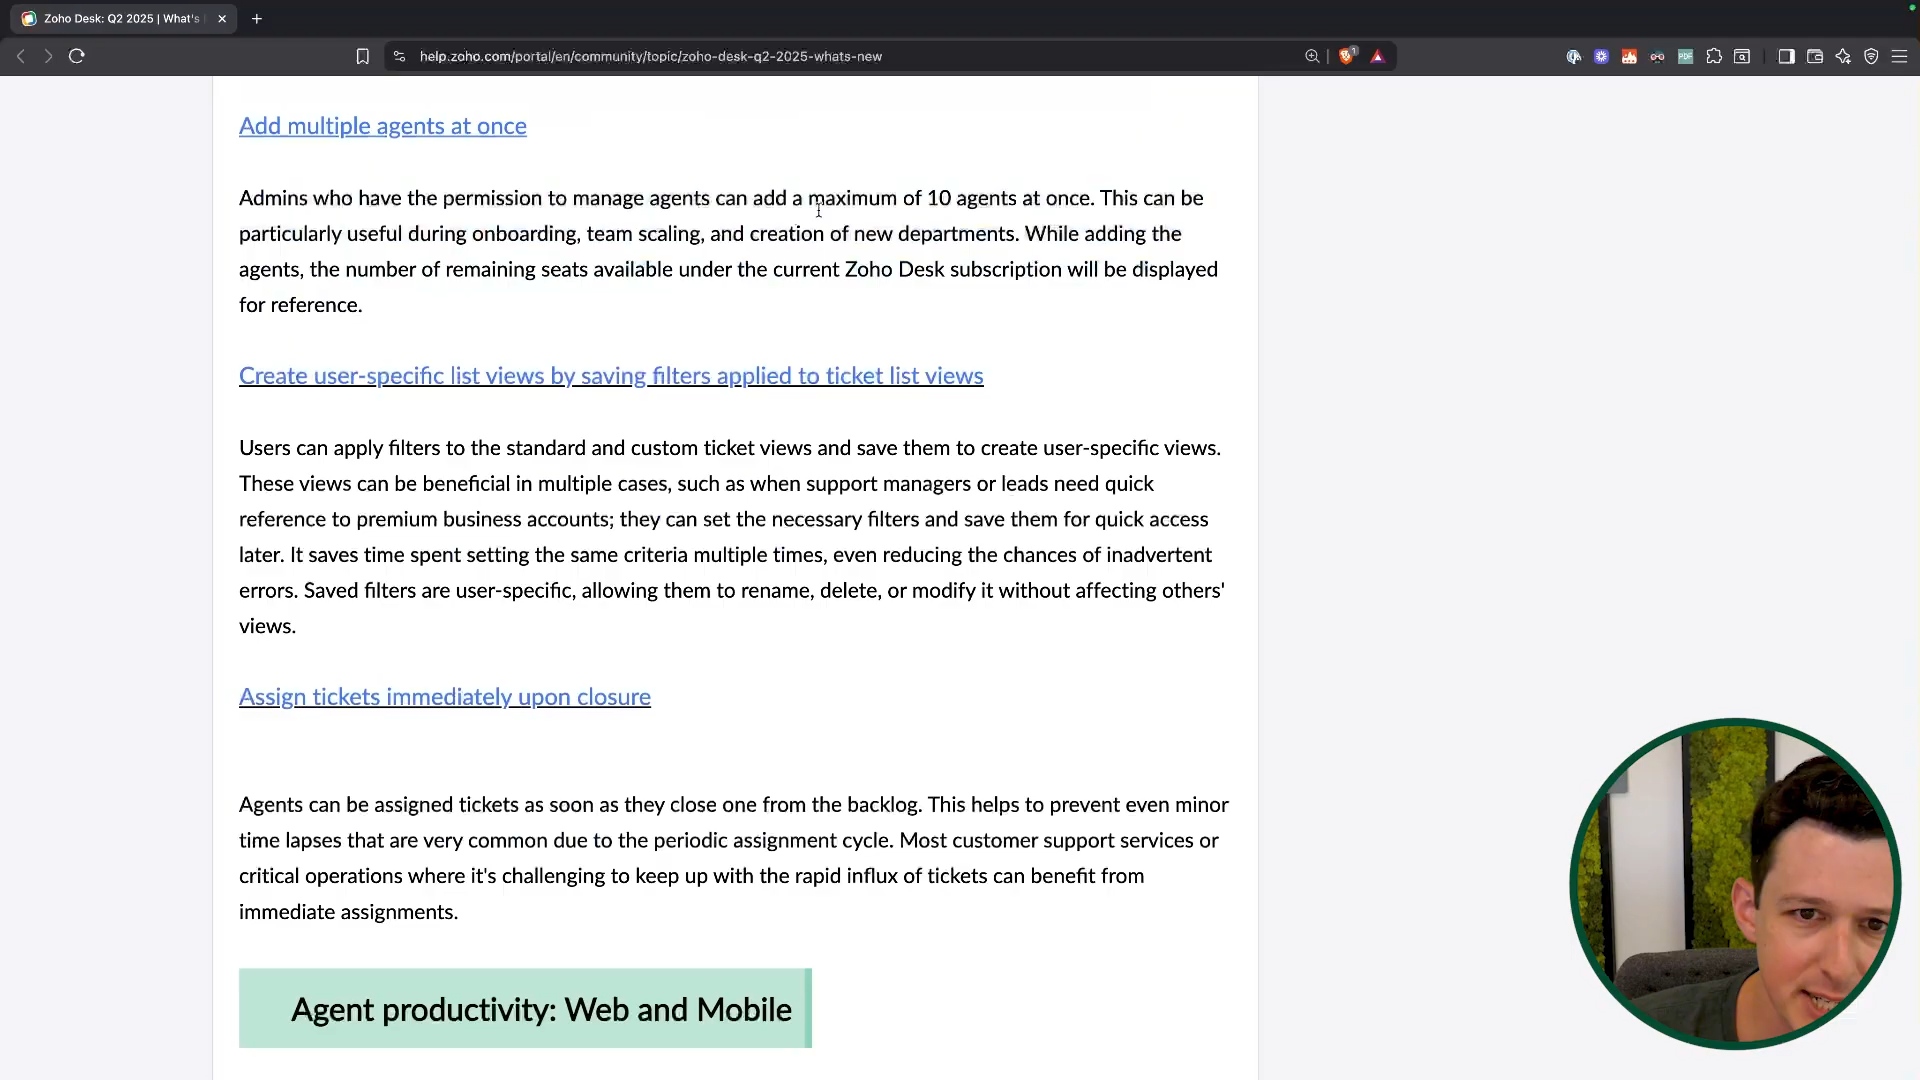 Zoho Desk: Q2 2025 | What's
help.zoho.com/portal/en/community/topic/zoho-desk-q2-2025-whats-new
1
PDF
Add multiple agents at once
Admins who have the permission to manage agents can add a maximum of 10 agents at once. This can be
particularly useful during onboarding, team scaling, and creation of new departments. While adding the
agents, the number of remaining seats available under the current Zoho Desk subscription will be displayed
for reference.
Create user-specific list views by saving filters applied to ticket list views
Users can apply filters to the standard and custom ticket views and save them to create user-specific views.
These views can be beneficial in multiple cases, such as when support managers or leads need quick
reference to premium business accounts; they can set the necessary filters and save them for quick access
later. It saves time spent setting the same criteria multiple times, even reducing the chances of inadvertent
errors. Saved filters are user-specific, allowing them to rename, delete, or modify it without affecting others'
views.
Assign tickets immediately upon closure
Agents can be assigned tickets as soon as they close one from the backlog. This helps to prevent even minor
time lapses that are very common due to the periodic assignment cycle. Most customer support services or
critical operations where it's challenging to keep up with the rapid influx of tickets can benefit from
immediate assignments.
Agent productivity: Web and Mobile